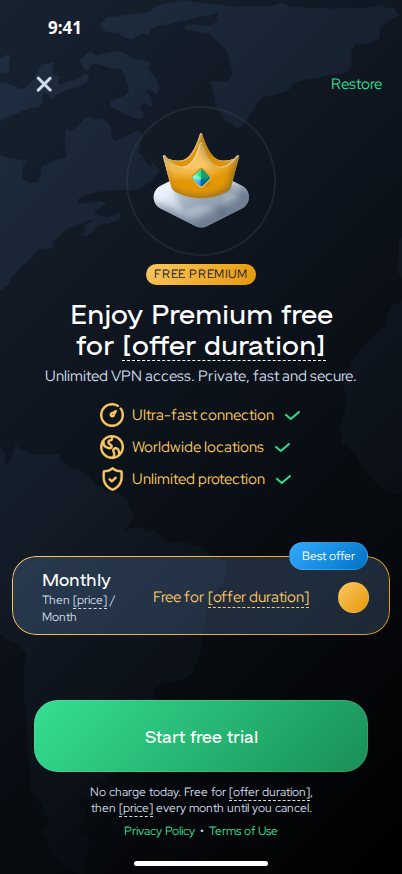 9:41
Restore
FREE PREMIUM
Enjoy Premium free
for [offer duration]
Unlimited VPN access. Private, fast and secure.
Ultra-fast connection
Worldwide locations
Unlimited protection
Best offer
Monthly
Then [price] /
Month
Free for [offer duration]
Start free trial
No charge today. Free for [offer duration],
then [price] every month until you cancel.
Privacy Policy • Terms of Use